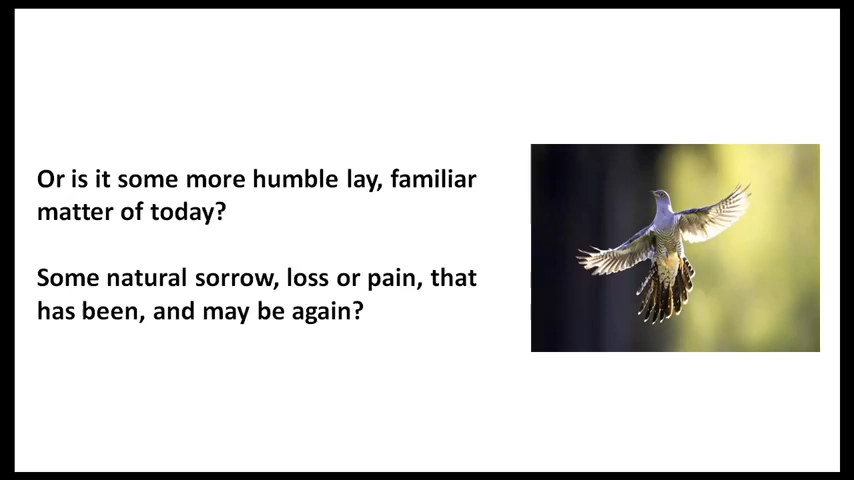 Or is it some more humble lay, familiar
matter of today?
Some natural sorrow, loss or pain, that
has been, and may be again?